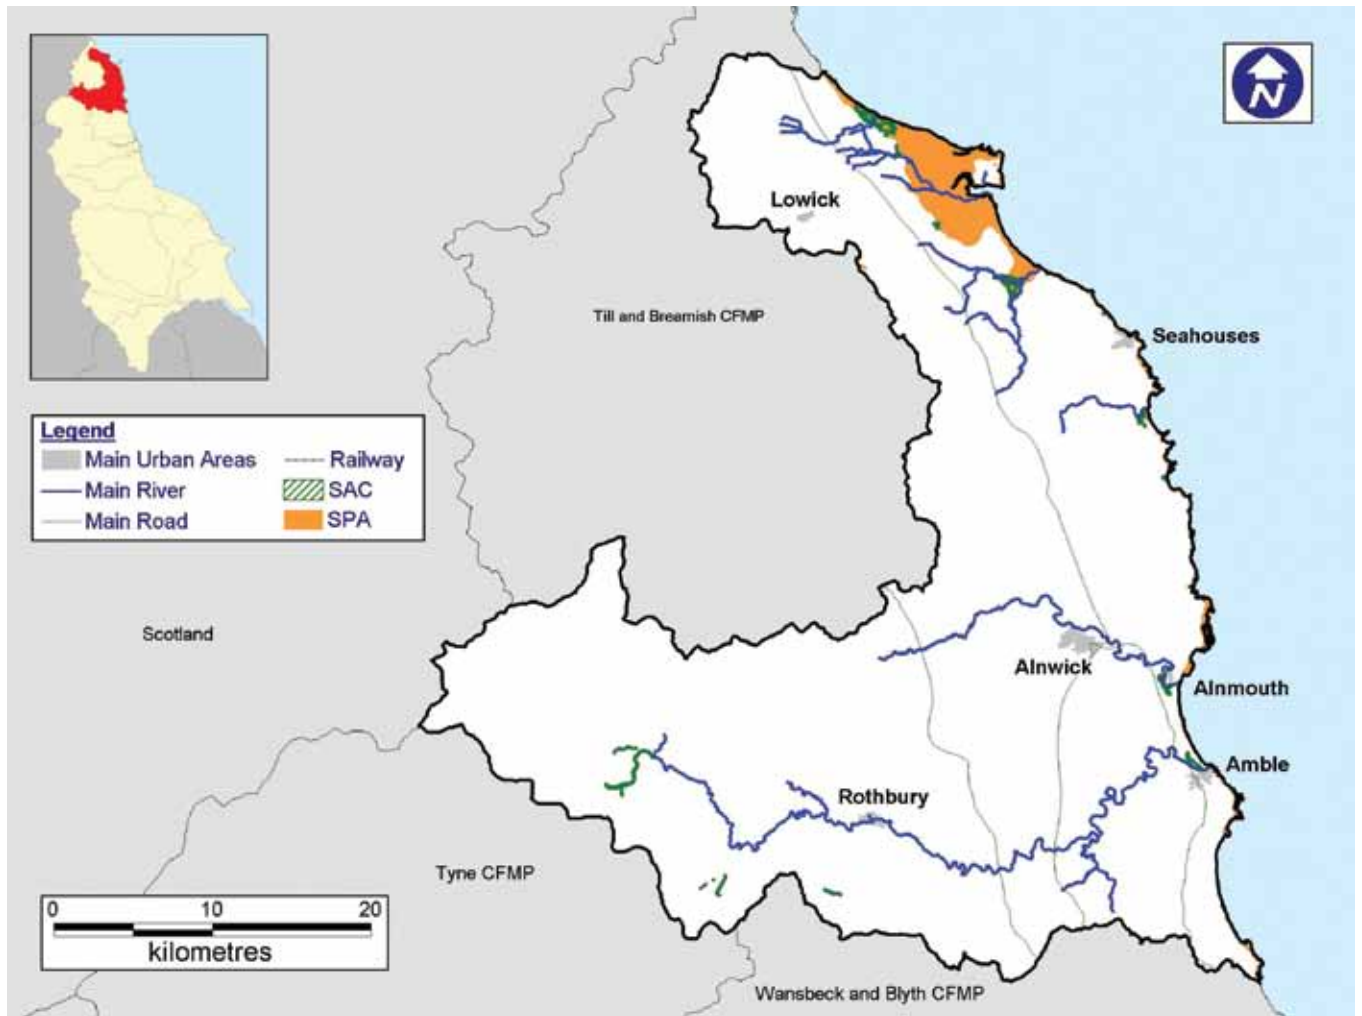 N
Lowick
Till and Breamish CFMP
Seahouses
Legend
Main Urban Areas
Railway
Main River
SAC
Main Road
SPA
Scotland
Alnwick
Alnmouth
Amble
Rothbury
Tyne CFMP
0 10 20
kilometres
Wansbeck and Blyth CFMP